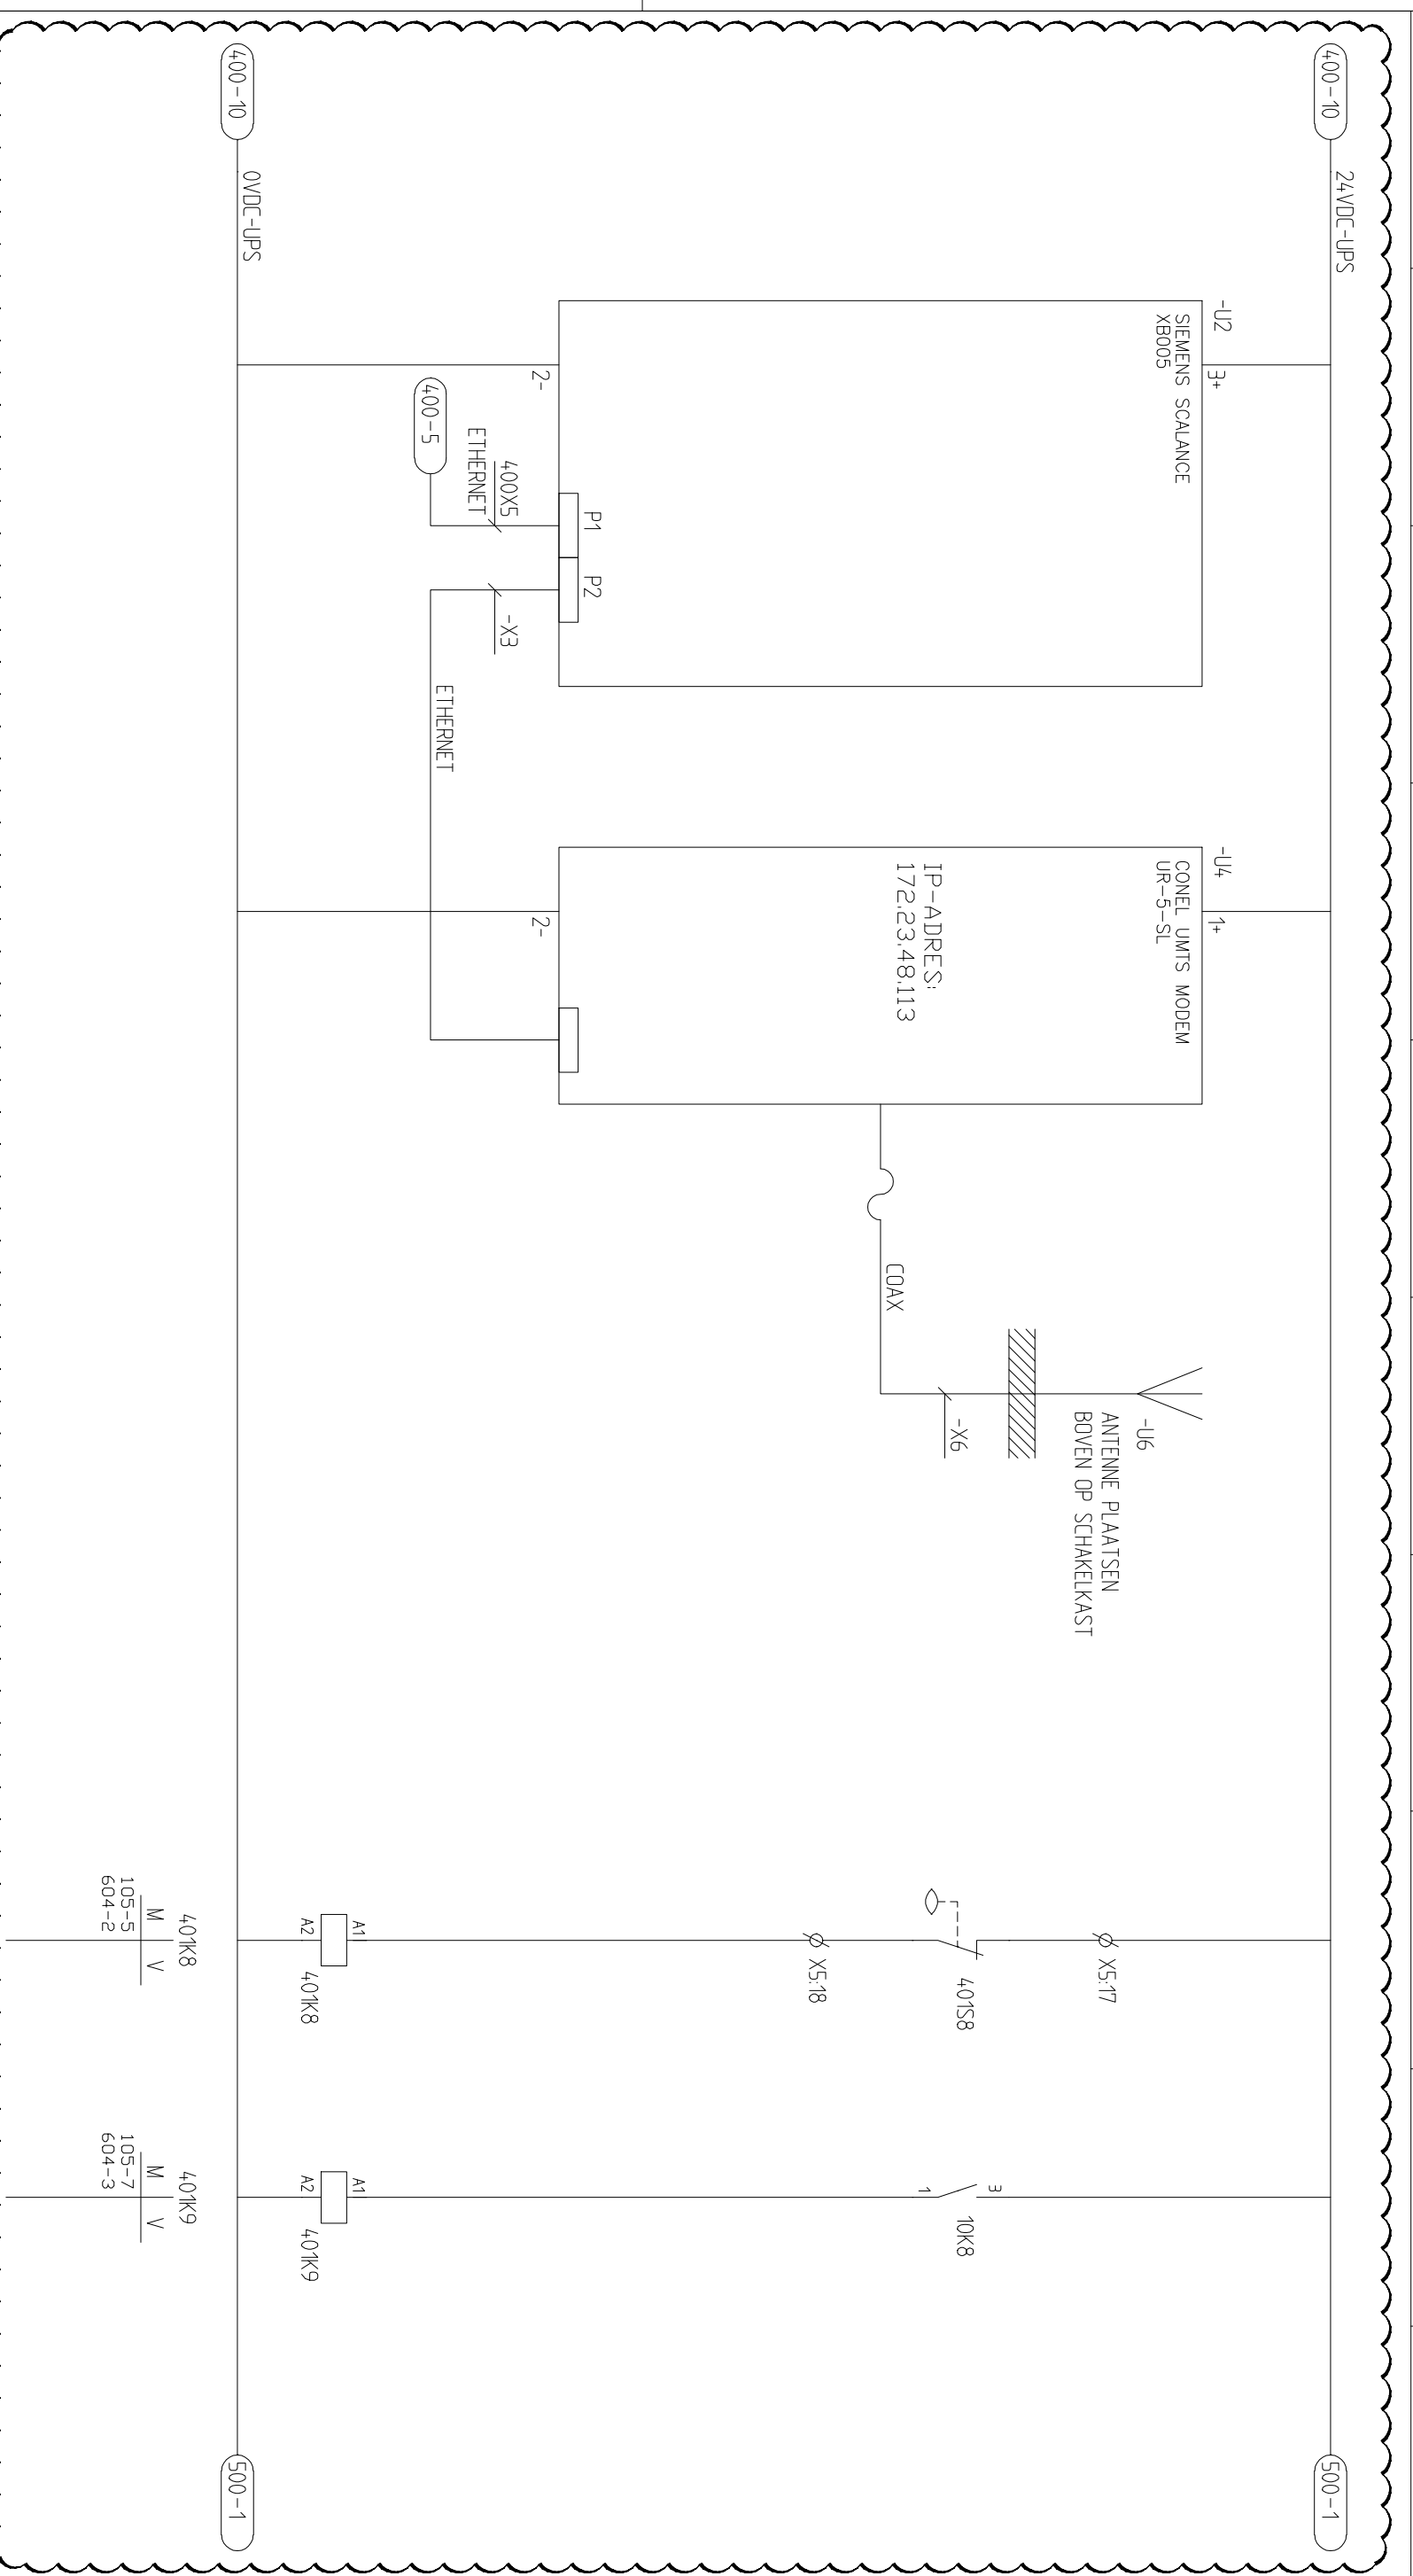 400-10
24VDC-UPS
500-1
-U2
3+
SIEMENS SCALANCE
XB005
P1
P2
2-
400X5
ETHERNET
400-5
-X3
ETHERNET
-U4
1+
CONEL UMTS MODEM
UR-5-SL
IP-ADRES:
172.23.48.113
2-
COAX
-U6
ANTENNE PLAATSEN
BOVEN OP SCHAKELKAST
-X6
X5:17
401S8
X5:18
A1
401K8
A2
3
10K8
1
A1
401K9
A2
400-10
0VDC-UPS
500-1
401K8
M V
105-5
604-2
401K9
M V
105-7
604-3